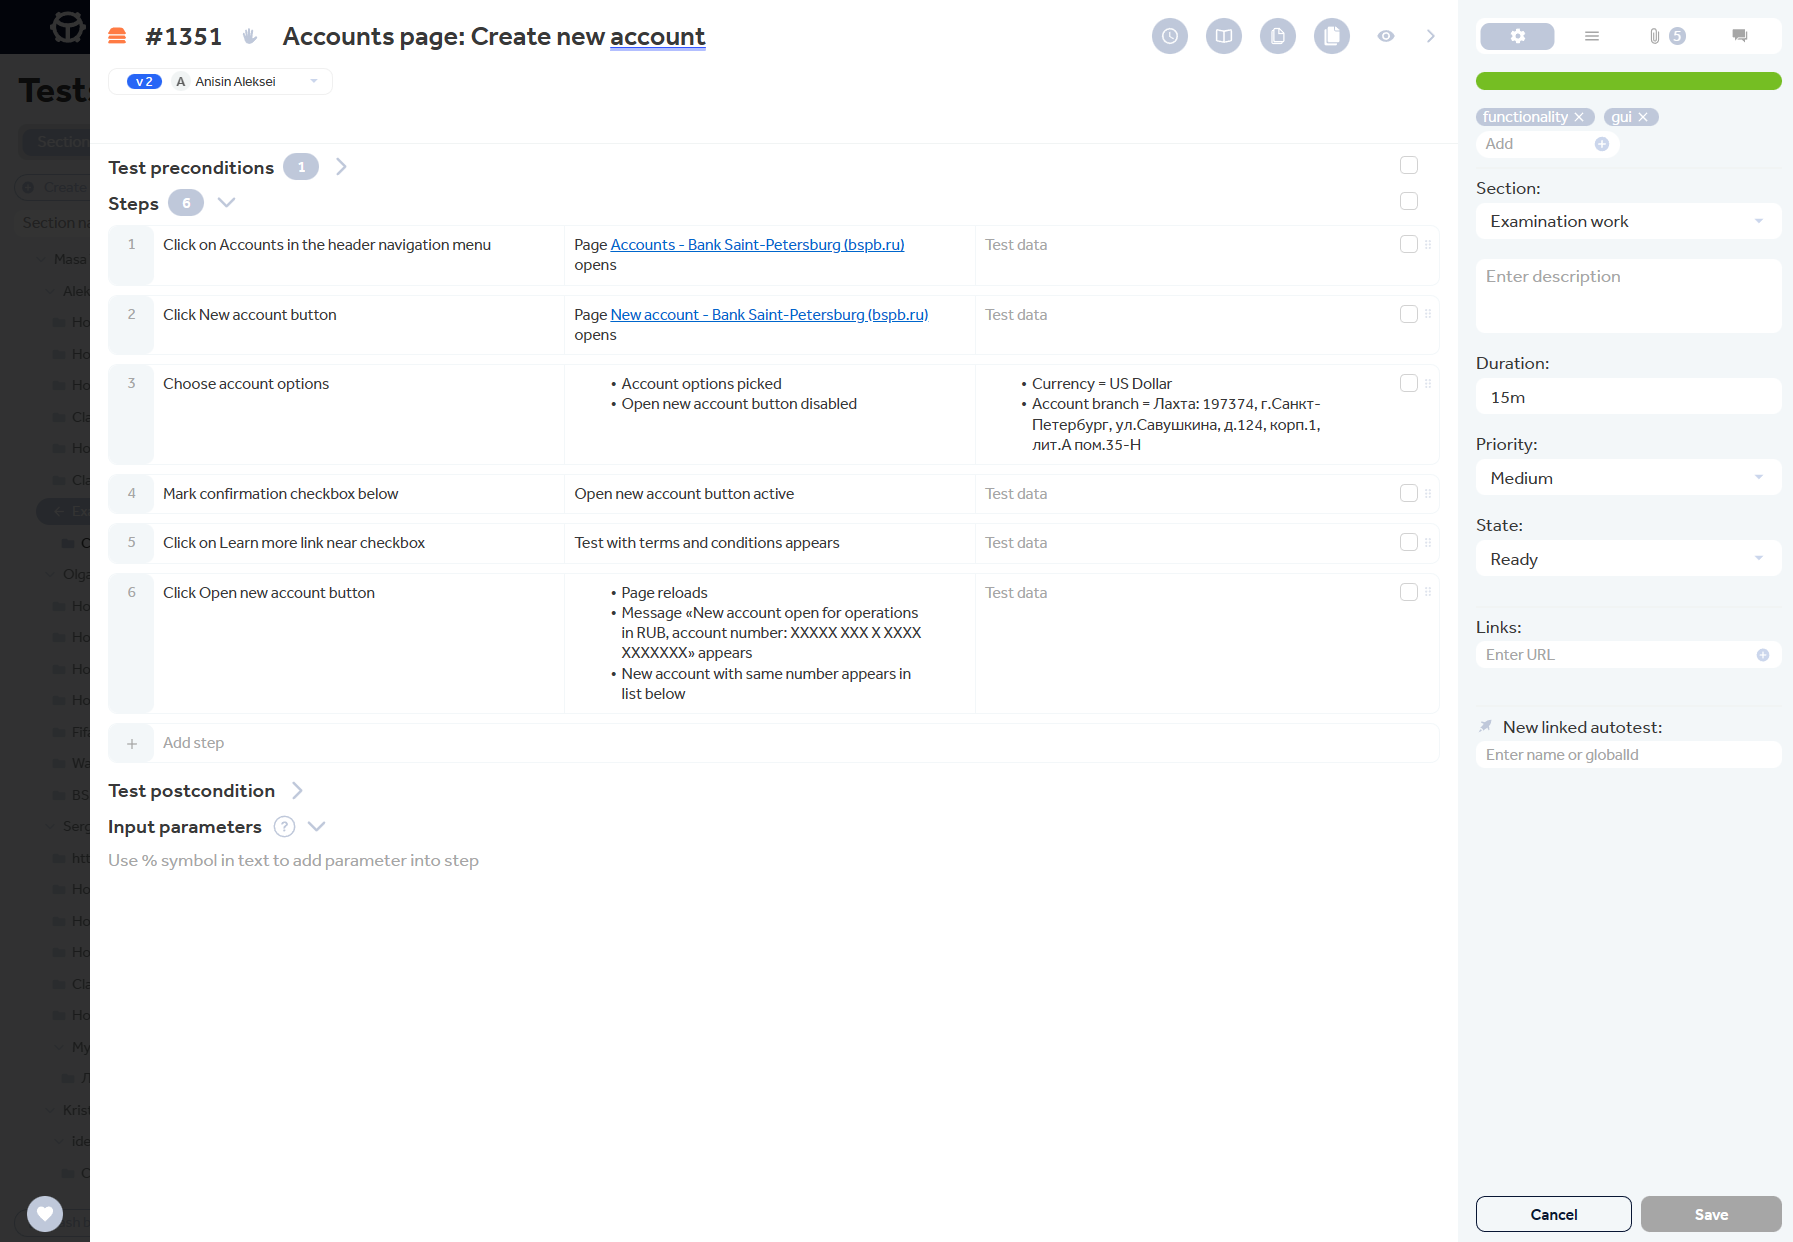 #1351 Accounts page: Create new account
v 2 A Anisin Aleksei
Test preconditions 1
Steps 6
1 Click on Accounts in the header navigation menu
Page Accounts - Bank Saint-Petersburg (bspb.ru)
opens
Test data
2 Click New account button
Page New account - Bank Saint-Petersburg (bspb.ru)
opens
Test data
3 Choose account options
• Account options picked
• Open new account button disabled
• Currency = US Dollar
• Account branch = Лахта: 197374, г.Санкт-
Петербург, ул.Савушкина, д.124, корп.1,
лит.А пом.35-Н
4 Mark confirmation checkbox below
Open new account button active
Test data
5 Click on Learn more link near checkbox
Test with terms and conditions appears
Test data
6 Click Open new account button
• Page reloads
• Message «New account open for operations
in RUB, account number: XXXXX XXX X XXXX
XXXXXXX» appears
• New account with same number appears in
list below
Test data
+ Add step
Test postcondition
Input parameters ?
Use % symbol in text to add parameter into step
5
functionality ×
gui ×
Add
Section:
Examination work
Enter description
Duration:
15m
Priority:
Medium
State:
Ready
Links:
Enter URL
New linked autotest:
Enter name or globalId
Cancel
Save
Tests
Section
Create
Section na
Masa
Alek
Ho
Ho
Ho
Cla
Ho
Cla
Exa
C
Olga
Ho
Ho
Ho
Ho
Fifa
Wa
BS
Serg
htt
Ho
Ho
Ho
Cla
Ho
My
Kris
ide
C